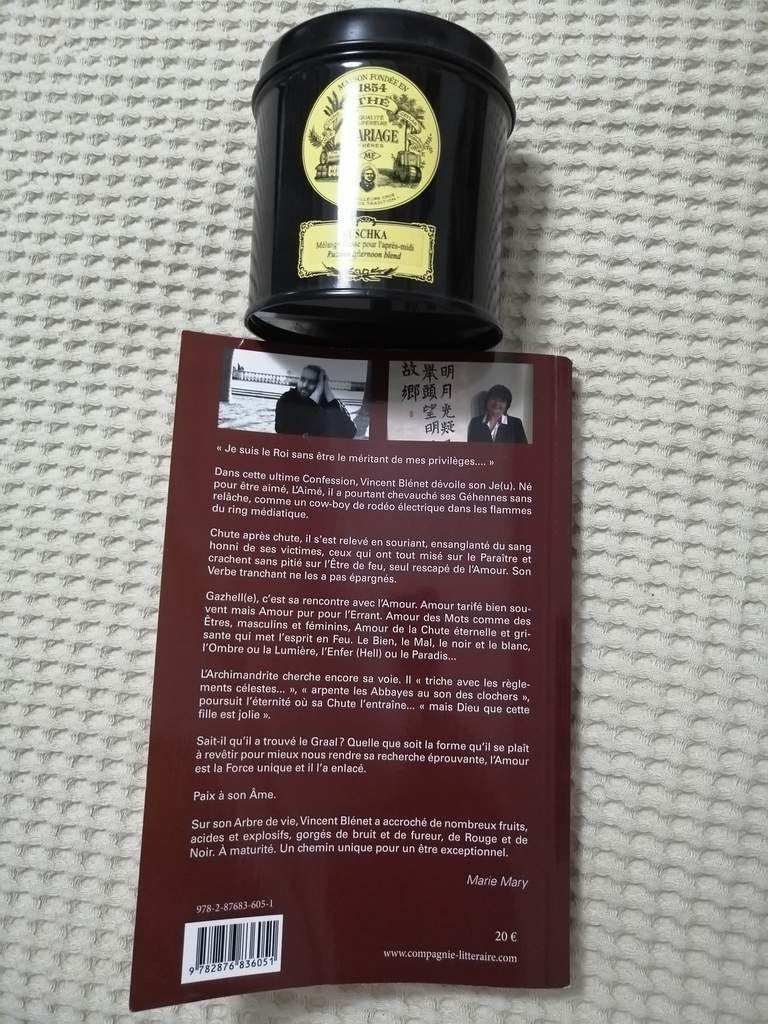 MAISON FONDÉE EN
1854
THÉ
QUALITÉ
MF
TRADITION
Mélange pour l'après-midi
afternoon blend
故鄉
舉頭望明
明月光疑
« Je suis le Roi sans être le méritant de mes privilèges.... »
Dans cette ultime Confession, Vincent Blénet dévoile son Je(u). Né
pour être aimé, L'Aimé, il a pourtant chevauché ses Géhennes sans
relâche, comme un cow-boy de rodéo électrique dans les flammes
du ring médiatique.
Chute après chute, il s'est relevé en souriant, ensanglanté du sang
honni de ses victimes, ceux qui ont tout misé sur le Paraître et
crachent sans pitié sur l'Être de feu, seul rescapé de l'Amour. Son
Verbe tranchant ne les a pas épargnés.
Gazhell(e), c'est sa rencontre avec l'Amour. Amour tarifé bien sou-
vent mais Amour pur pour l'Errant. Amour des Mots comme des
Êtres, masculins et féminins, Amour de la Chute éternelle et gri-
sante qui met l'esprit en Feu. Le Bien, le Mal, le noir et le blanc,
l'Ombre ou la Lumière, l'Enfer (Hell) ou le Paradis...
L'Archimandrite cherche encore sa voie. Il « triche avec les règle-
ments célestes... », « arpente les Abbayes au son des clochers »,
poursuit l'éternité où sa Chute l'entraîne... « mais Dieu que cette
fille est jolie ».
Sait-il qu'il a trouvé le Graal ? Quelle que soit la forme qu'il se plaît
à revêtir pour mieux nous rendre sa recherche éprouvante, l'Amour
est la Force unique et il l'a enlacé.
Paix à son Âme.
Sur son Arbre de vie, Vincent Blénet a accroché de nombreux fruits,
acides et explosifs, gorgés de bruit et de fureur, de Rouge et de
Noir. À maturité. Un chemin unique pour un être exceptionnel.
Marie Mary
978-2-87683-605-1
9 782876 836051
20 €
www.compagnie-litteraire.com